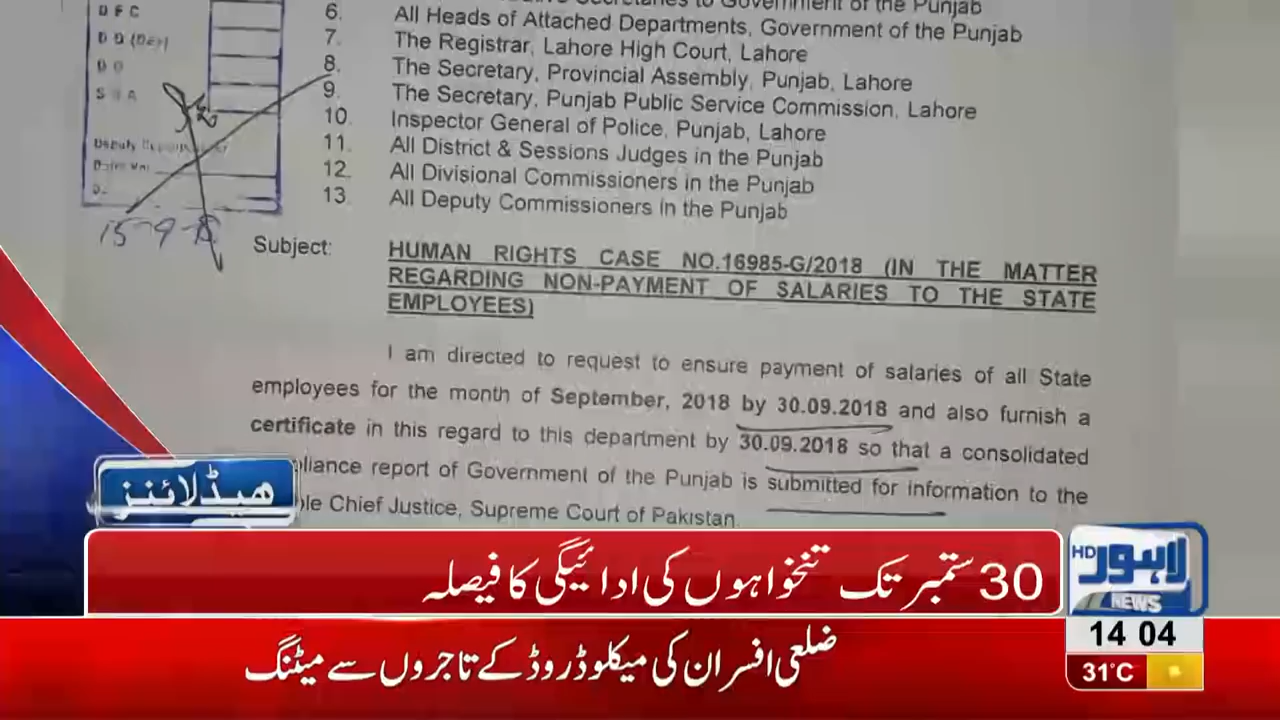 D F C
D O
S
6. All Heads of Attached Departments, Government of the Punjab
7. The Registrar, Lahore High Court, Lahore
8. The Secretary, Provincial Assembly, Punjab, Lahore
9. The Secretary, Punjab Public Service Commission, Lahore
10. Inspector General of Police, Punjab, Lahore
11. All District & Sessions Judges in the Punjab
12. All Divisional Commissioners in the Punjab
13. All Deputy Commissioners in the Punjab
Deputy
15-9-18
Subject: HUMAN RIGHTS CASE NO.16985-G/2018 (IN THE MATTER
REGARDING NON-PAYMENT OF SALARIES TO THE STATE
EMPLOYEES)
I am directed to request to ensure payment of salaries of all State
employees for the month of September, 2018 by 30.09.2018 and also furnish a
certificate in this regard to this department by 30.09.2018 so that a consolidated
report of Government of the Punjab is submitted for information to the
Chief Justice, Supreme Court of Pakistan.
ہیڈلائنز
30 ستمبر تک تنخواہوں کی ادائیگی کا فیصلہ
ضلعی افسران کی میکلوڈ روڈ کے تاجروں سے میٹنگ
لاہور HD
NEWS
14 04
31°C